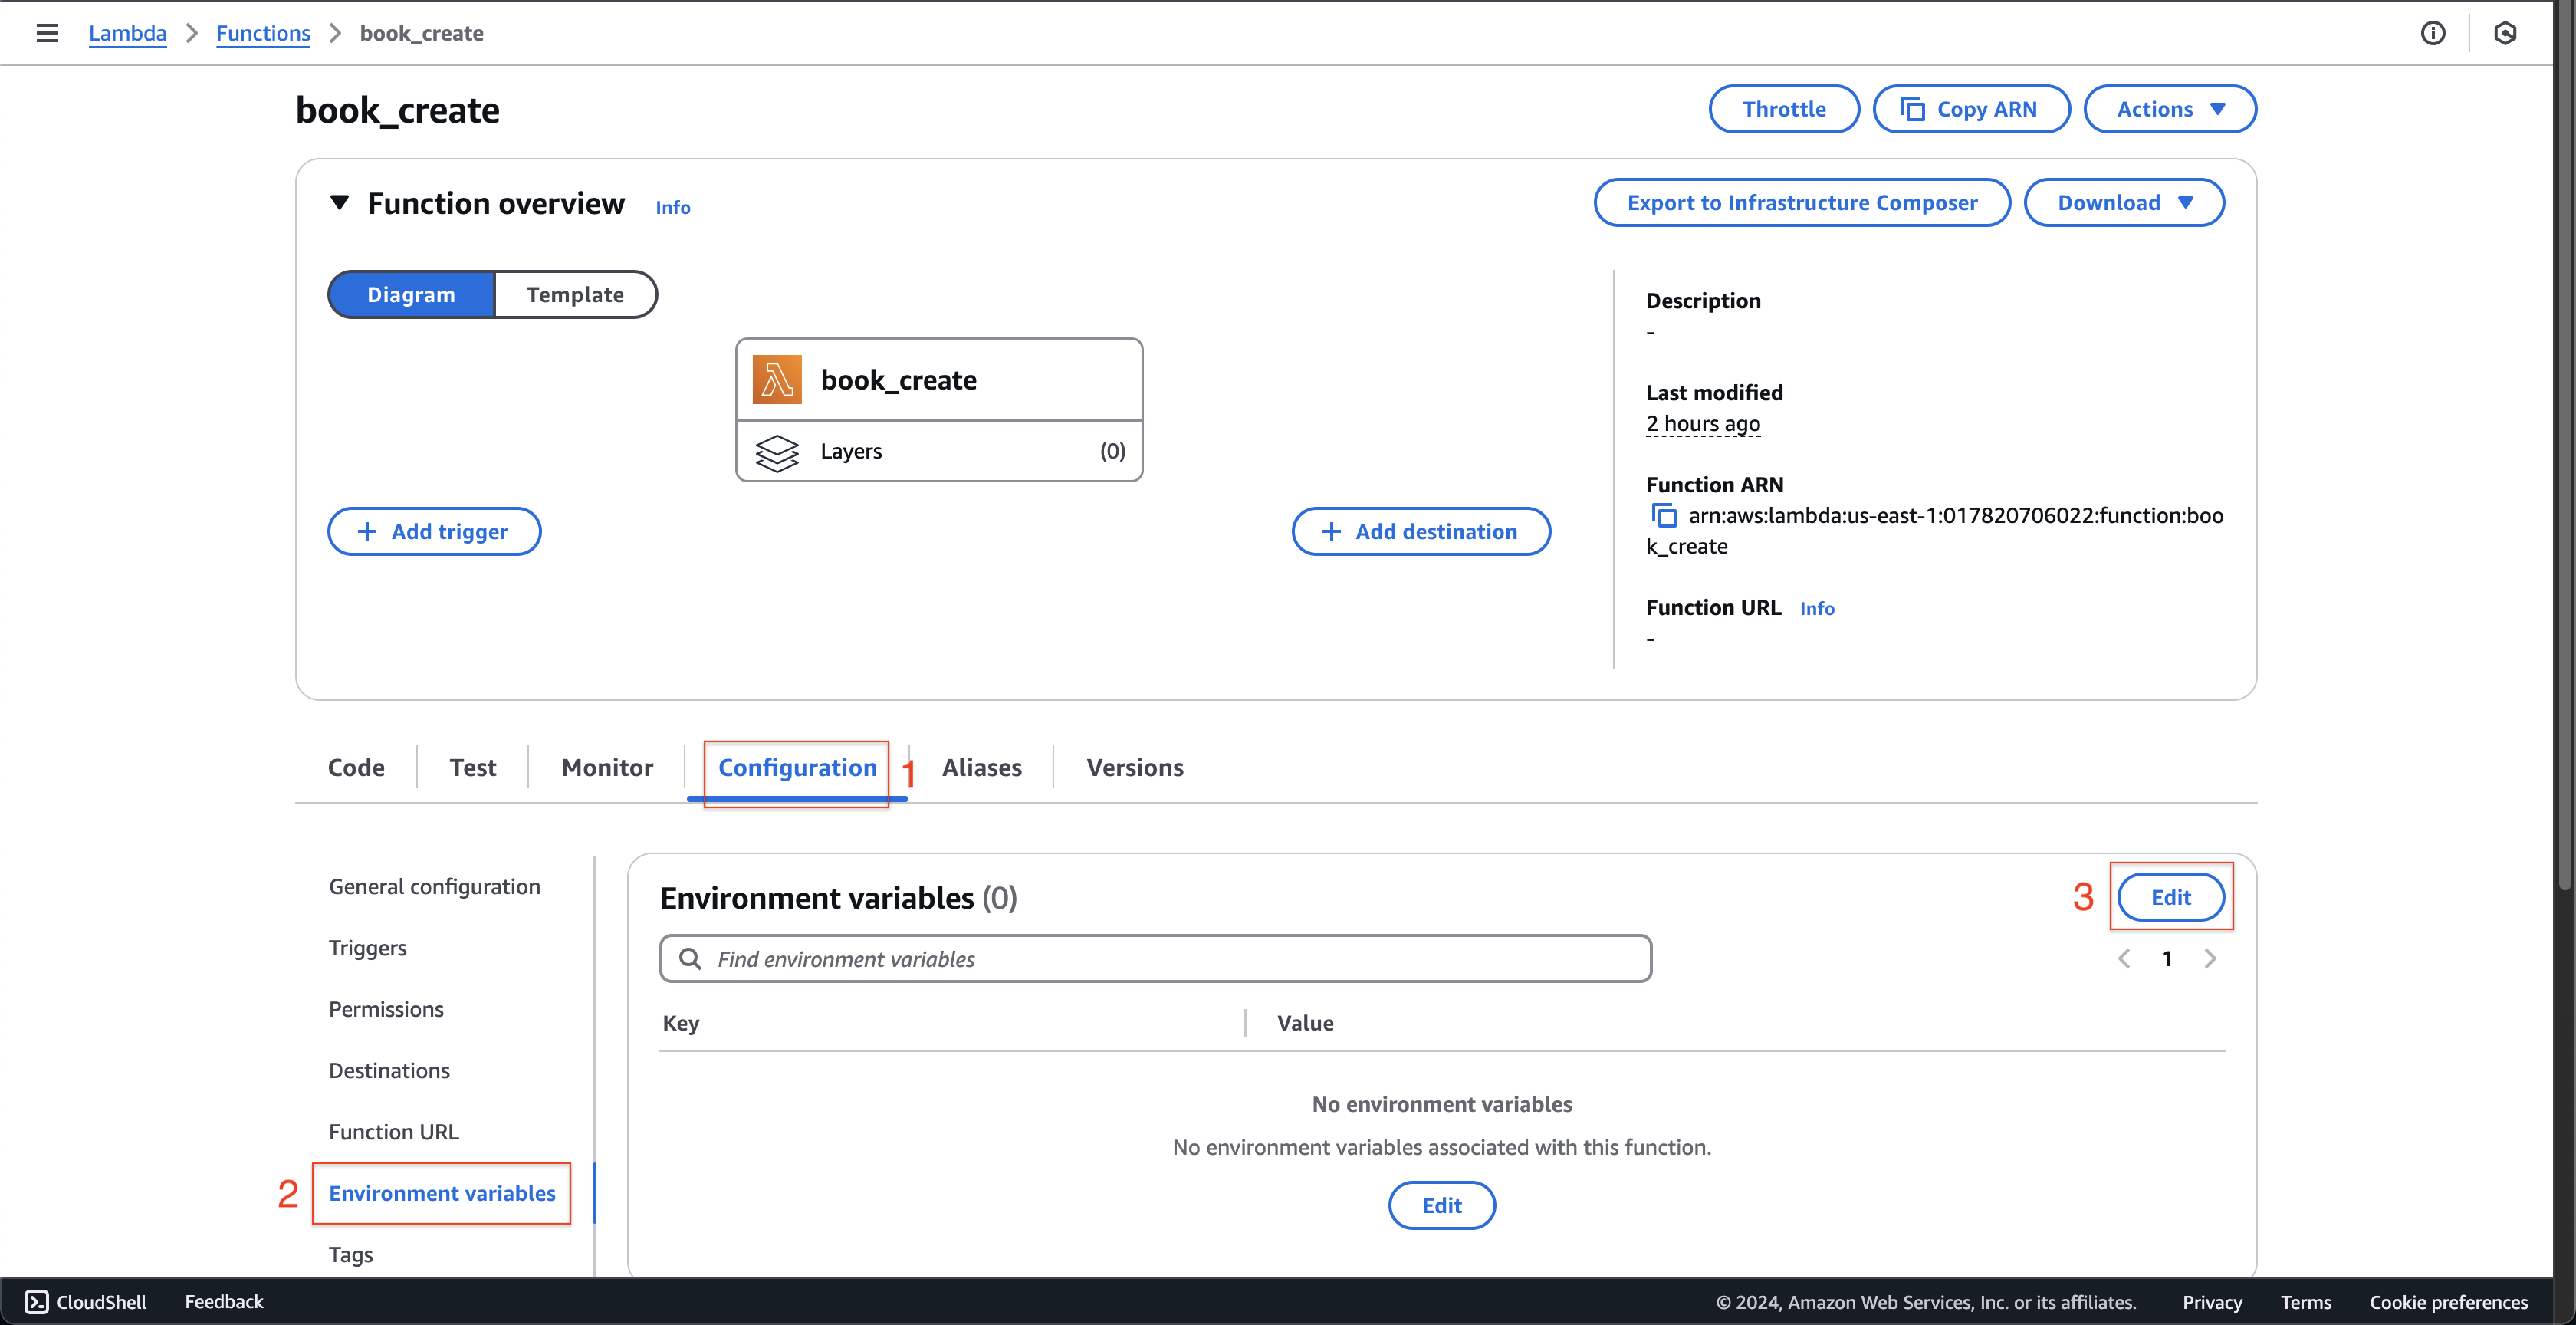 Lambda > Functions > book_create
book_create
Throttle
Copy ARN
Actions
Function overview Info
Export to Infrastructure Composer
Download
Diagram
Template
book_create
Layers (0)
+ Add trigger
+ Add destination
Description
-
Last modified
2 hours ago
Function ARN
arn:aws:lambda:us-east-1:017820706022:function:boo
k_create
Function URL Info
-
Code
Test
Monitor
Configuration
1
Aliases
Versions
General configuration
Triggers
Permissions
Destinations
Function URL
2
Environment variables
Tags
Environment variables (0)
3
Edit
Find environment variables
< 1 >
Key
Value
No environment variables
No environment variables associated with this function.
Edit
CloudShell
Feedback
© 2024, Amazon Web Services, Inc. or its affiliates.
Privacy
Terms
Cookie preferences